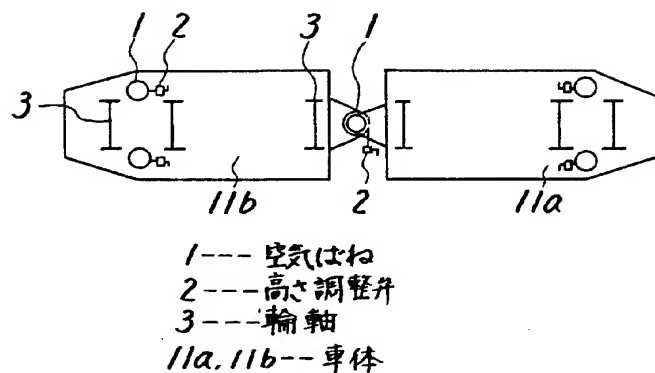 1 2 3 1
3
11b 2 11a
1---空気ばね
2---高さ調整弁
3---輪軸
11a.11b--車体